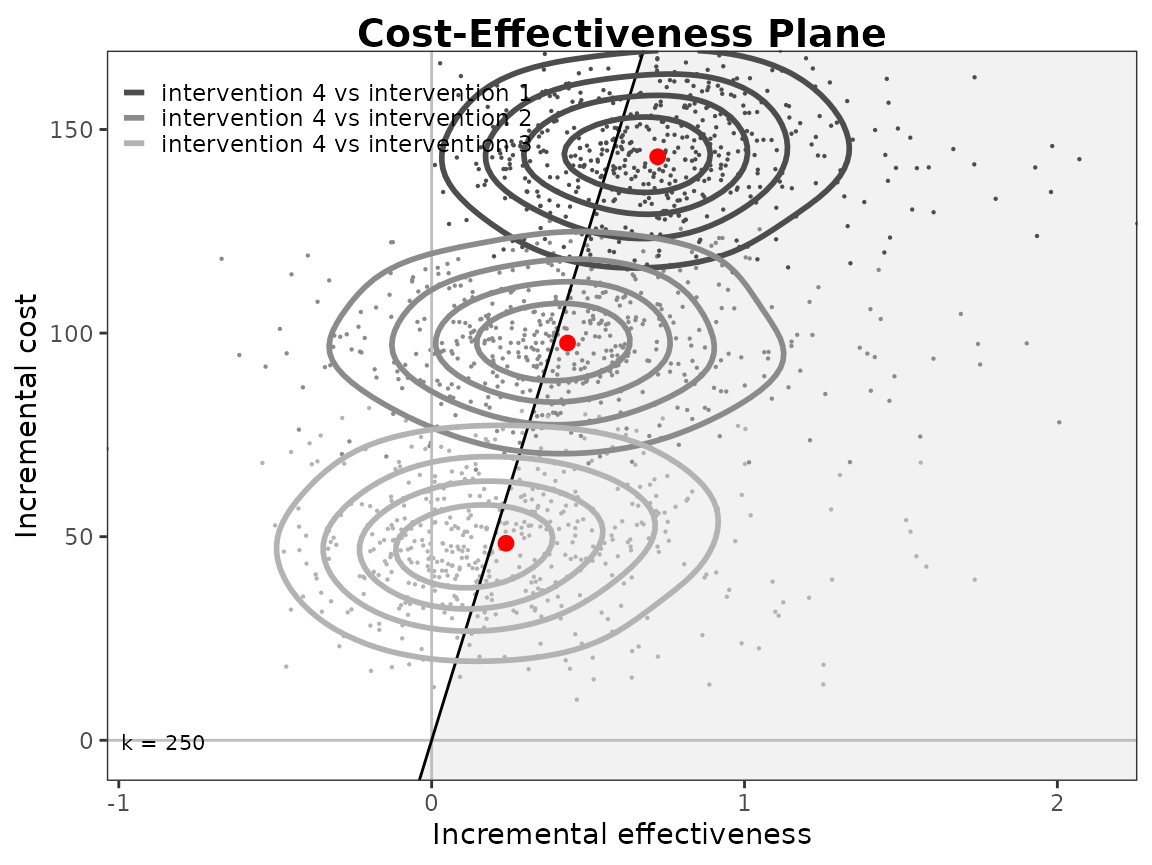 Cost-Effectiveness Plane
intervention 4 vs intervention 1
intervention 4 vs intervention 2
intervention 4 vs intervention 3
150
100
50
0
Incremental cost
k = 250
-1
0
1
2
Incremental effectiveness